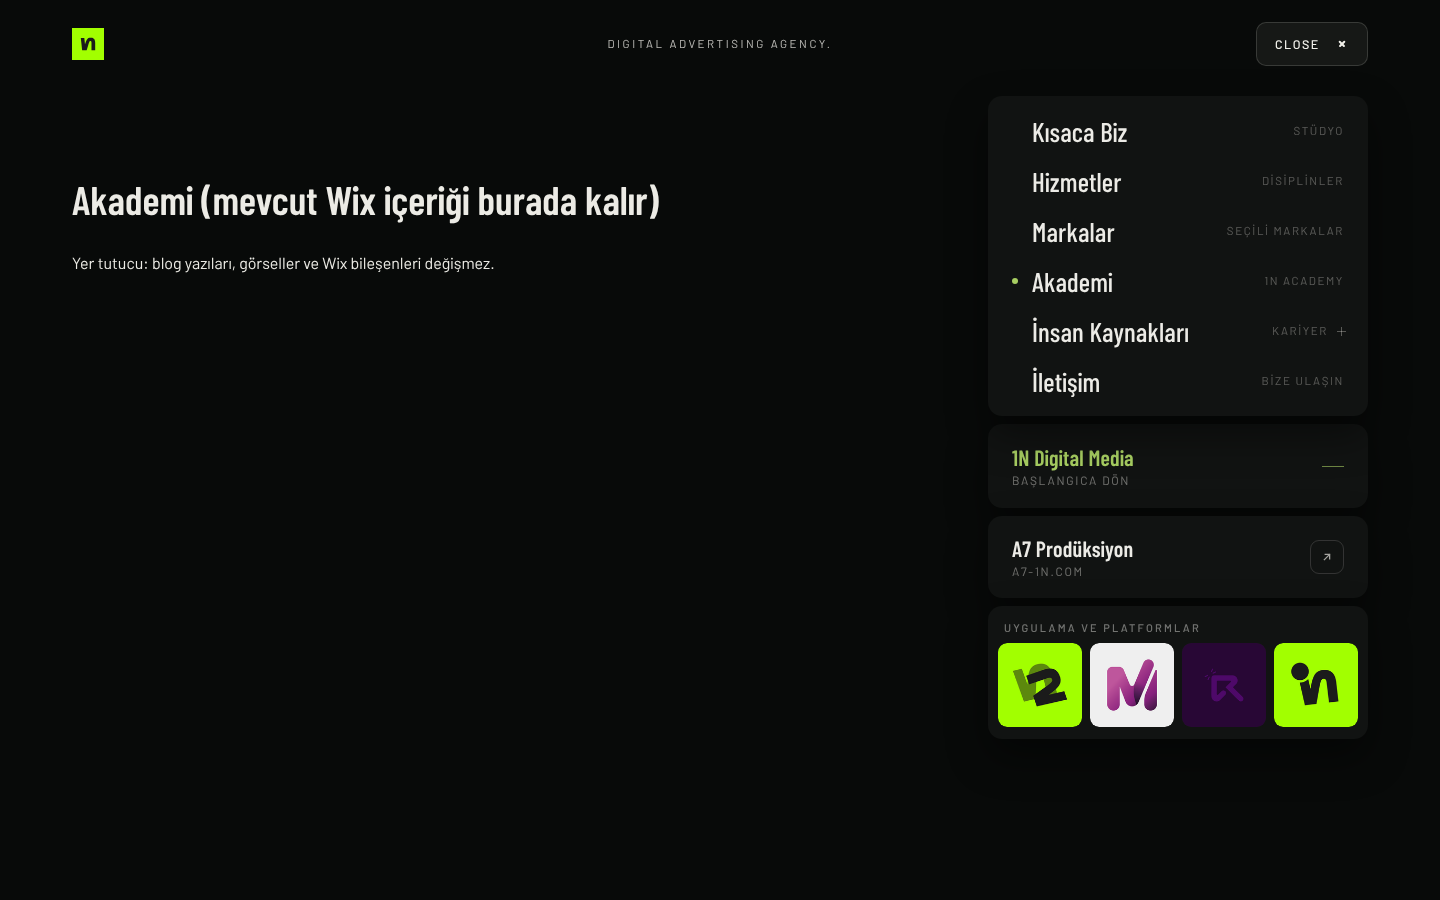 n
DIGITAL ADVERTISING AGENCY.
CLOSE ×
Akademi (mevcut Wix içeriği burada kalır)
Yer tutucu: blog yazıları, görseller ve Wix bileşenleri değişmez.
Kısaca Biz STÜDYO
Hizmetler DİSİPLİNLER
Markalar SEÇİLİ MARKALAR
Akademi 1N ACADEMY
İnsan Kaynakları KARİYER +
İletişim BİZE ULAŞIN
1N Digital Media
BAŞLANGICA DÖN
A7 Prodüksiyon
A7-1N.COM
UYGULAMA VE PLATFORMLAR